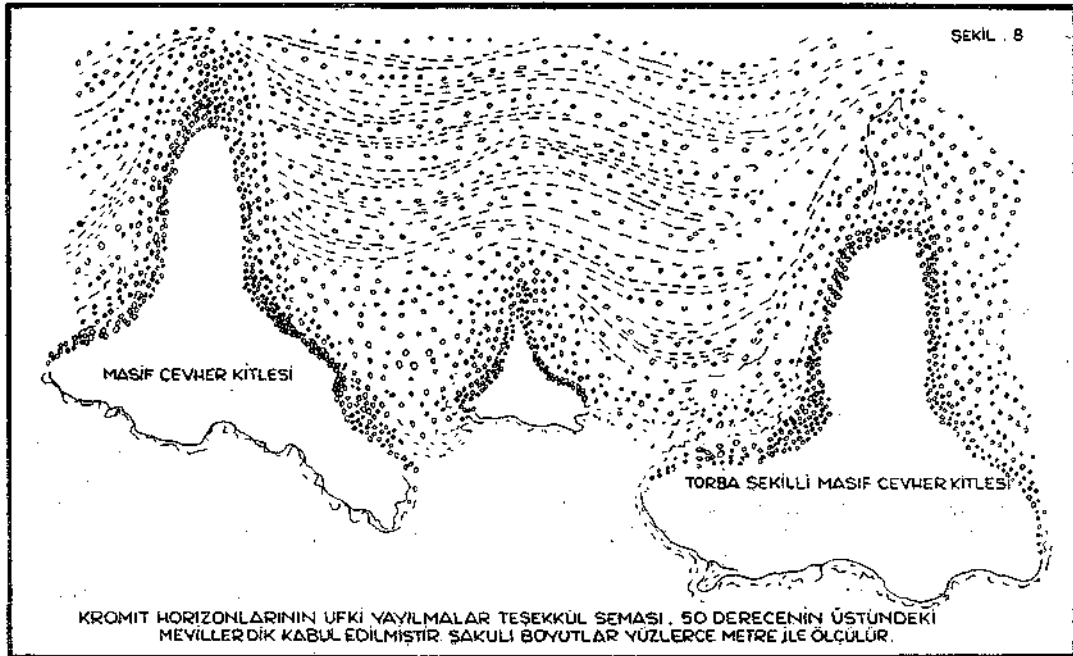 ŞEKİL . 8
MASİF CEVHER KİTLESİ
TORBA ŞEKİLLİ MASİF CEVHER KİTLESİ
KROMİT HORİZONLARININ UFKİ YAYILMALAR TEŞEKKÜL ŞEMASI. 50 DERECENİN ÜSTÜNDEKİ
MEYİLLER DİK KABUL EDİLMİŞTİR. ŞAKULİ BOYUTLAR YÜZLERCE METRE İLE ÖLÇÜLÜR.